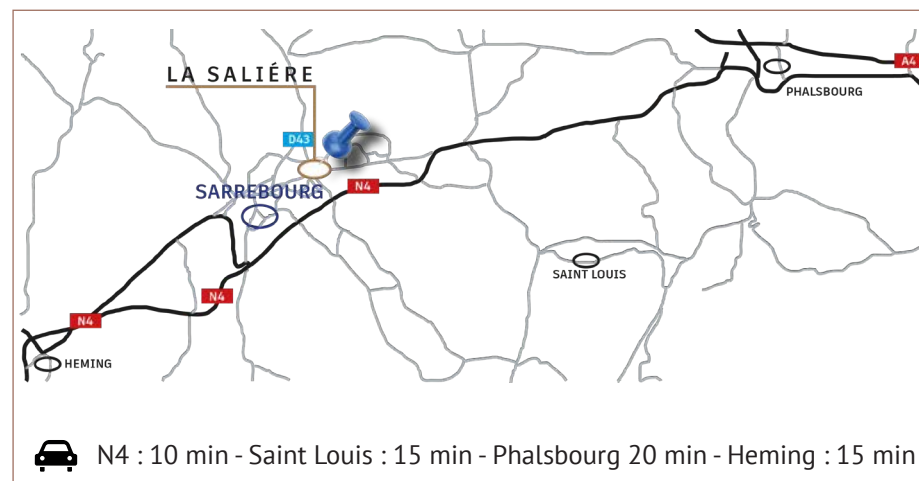 A4
LA SALIÉRE
PHALSBOURG
D43
N4
SARREBOURG
SAINT LOUIS
N4
N4
HEMING
N4 : 10 min - Saint Louis : 15 min - Phalsbourg 20 min - Heming : 15 min